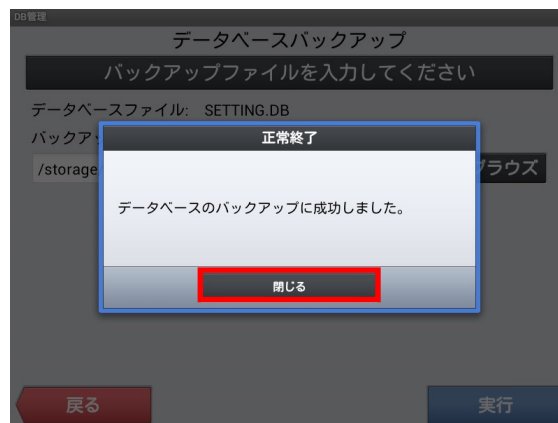 DB管理
データベースバックアップ
バックアップファイルを入力してください
データベースファイル: SETTING.DB
バックアッ
正常終了
/storage
ブラウズ
データベースのバックアップに成功しました。
閉じる
戻る
実行